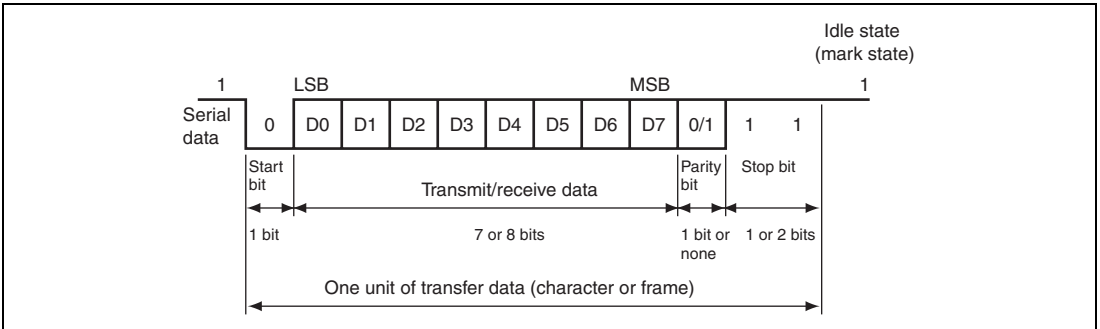 Idle state
(mark state)
1 LSB MSB 1
Serial
data
0 D0 D1 D2 D3 D4 D5 D6 D7 0/1 1 1
Start
bit
Transmit/receive data
Parity
bit
Stop bit
1 bit
7 or 8 bits
1 bit or
none
1 or 2 bits
One unit of transfer data (character or frame)